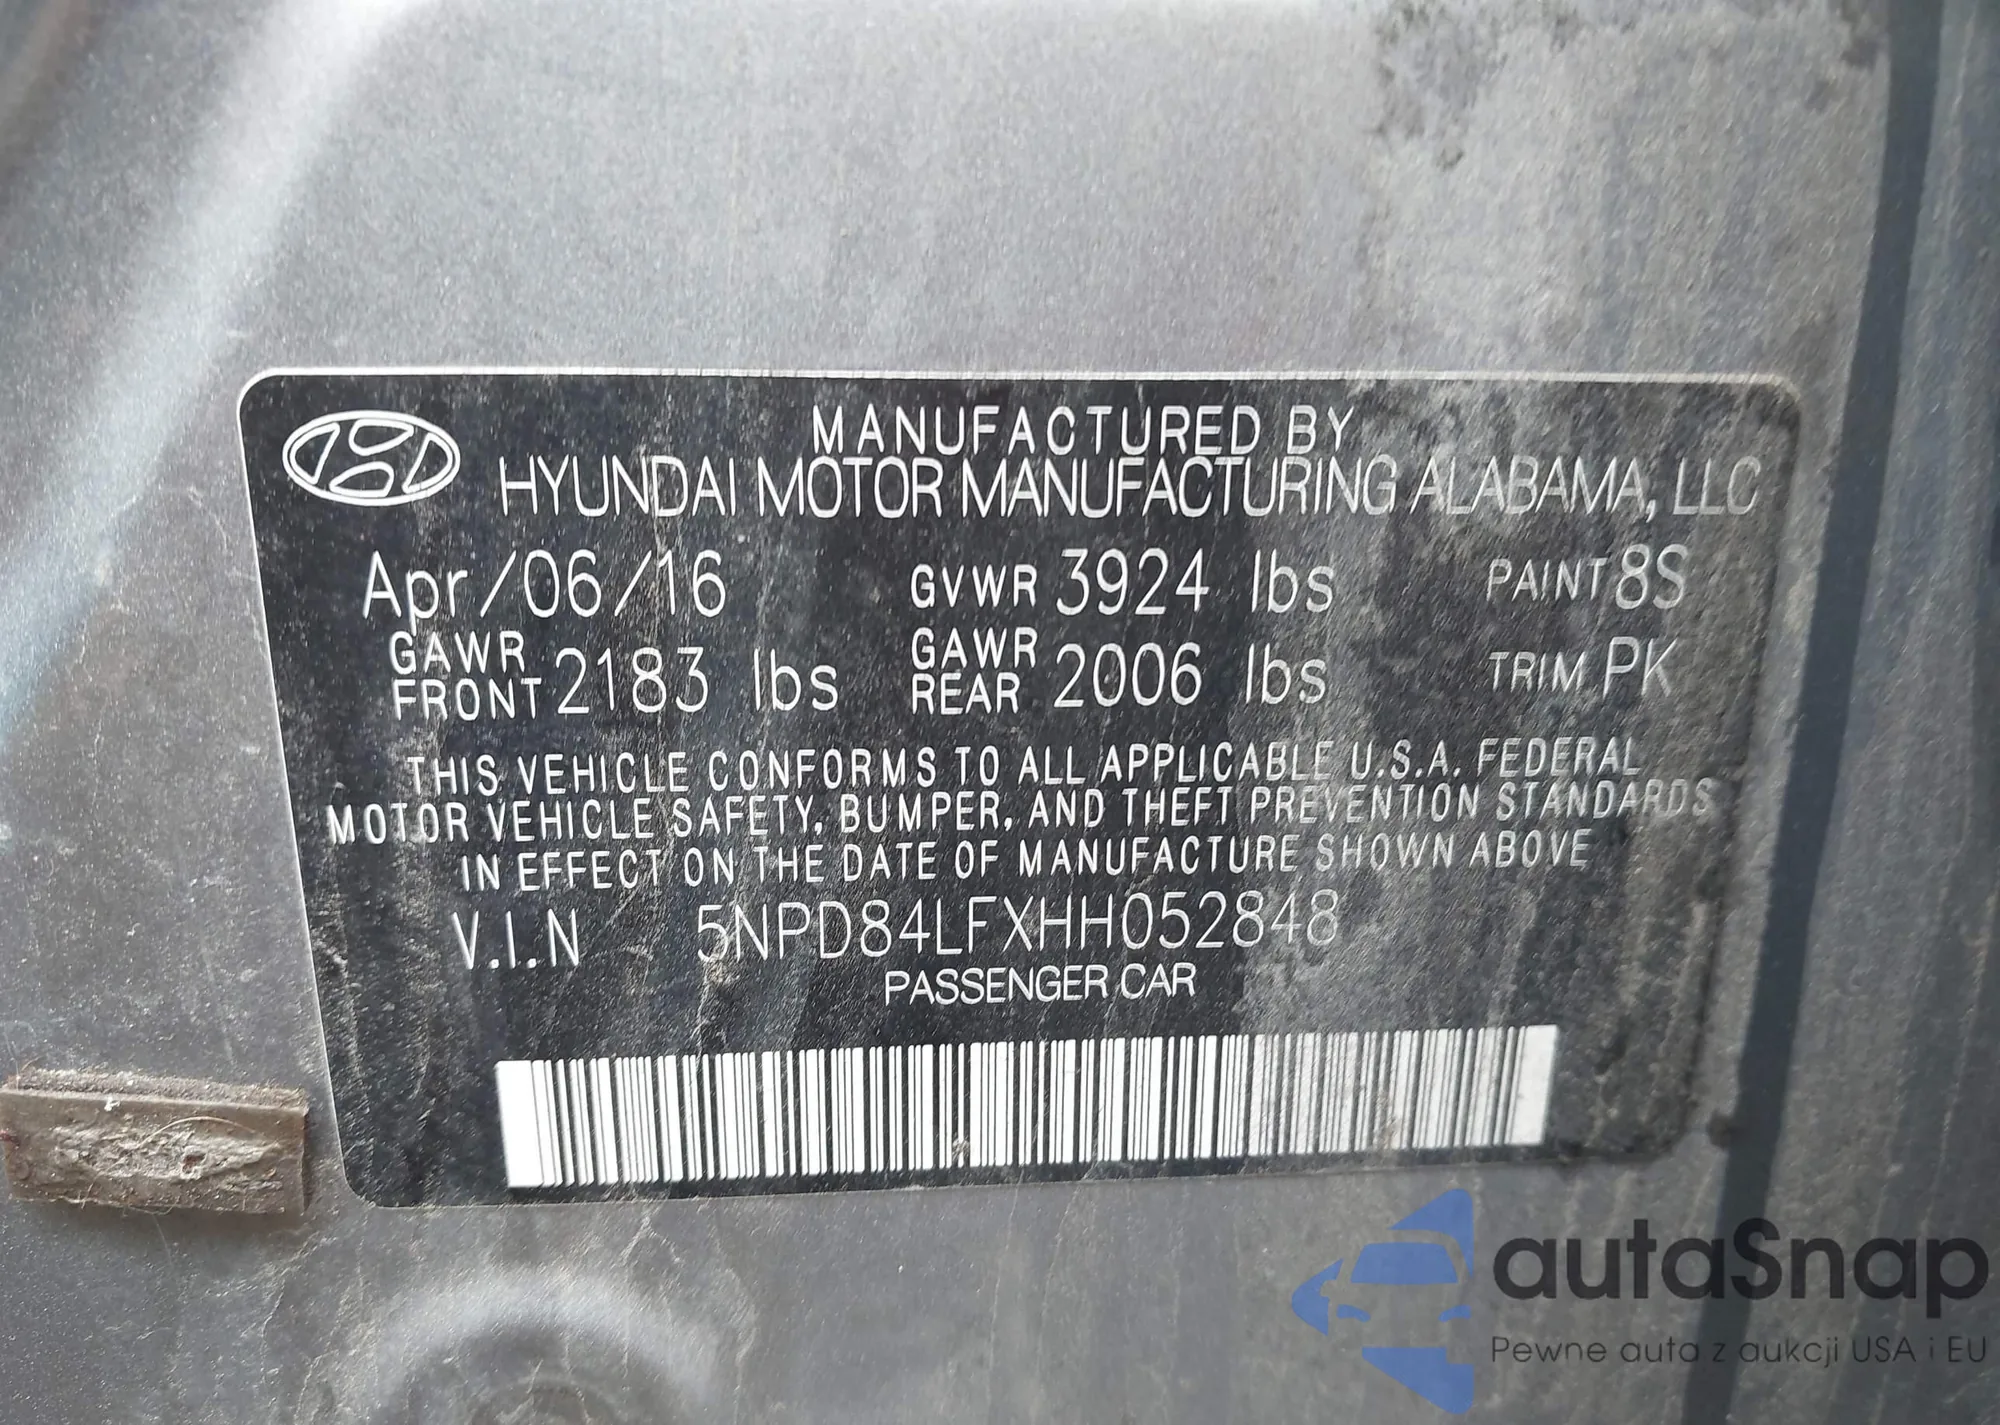 MANUFACTURED BY
HYUNDAI MOTOR MANUFACTURING ALABAMA, LLC
Apr/06/16 GVWR 3924 lbs PAINT 8S
GAWR FRONT 2183 lbs GAWR REAR 2006 lbs TRIM PK
THIS VEHICLE CONFORMS TO ALL APPLICABLE U.S.A. FEDERAL
MOTOR VEHICLE SAFETY, BUMPER, AND THEFT PREVENTION STANDARDS
IN EFFECT ON THE DATE OF MANUFACTURE SHOWN ABOVE
V.I.N 5NPD84LFXHH052848
PASSENGER CAR
autaSnap
Pewne auta z aukcji USA i EU